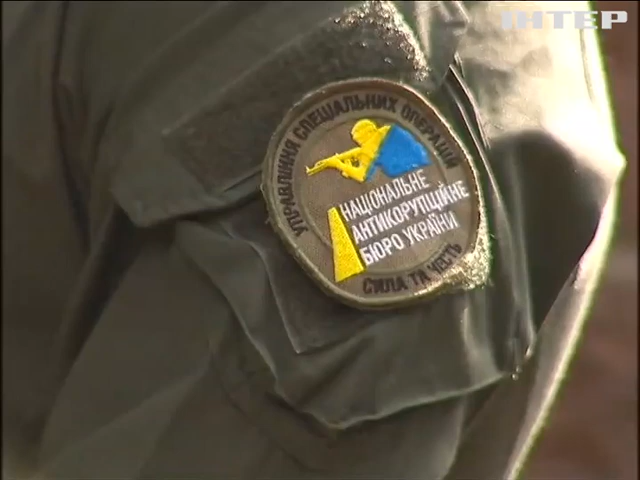 ІНТЕР
УПРАВЛІННЯ СПЕЦІАЛЬНИХ ОПЕРАЦІЙ
НАЦІОНАЛЬНЕ
АНТИКОРУПЦІЙНЕ
БЮРО УКРАЇНИ
СИЛА ТА ЧЕСТЬ